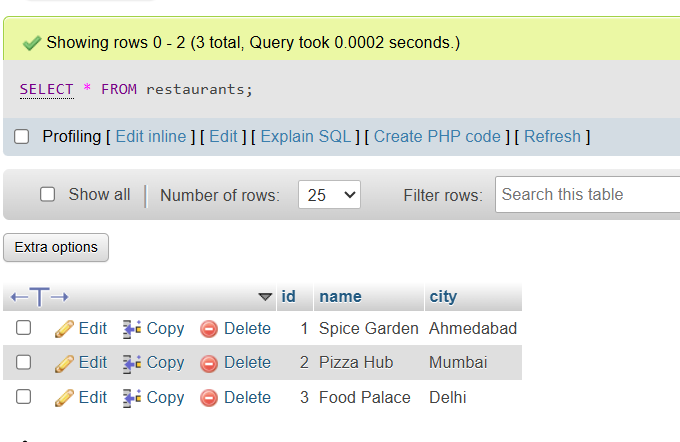 Showing rows 0 - 2 (3 total, Query took 0.0002 seconds.)
SELECT * FROM restaurants;
Profiling [ Edit inline ] [ Edit ] [ Explain SQL ] [ Create PHP code ] [ Refresh ]
Show all Number of rows: 25 Filter rows: Search this table
Extra options
←T→ id name city
Edit Copy Delete 1 Spice Garden Ahmedabad
Edit Copy Delete 2 Pizza Hub Mumbai
Edit Copy Delete 3 Food Palace Delhi